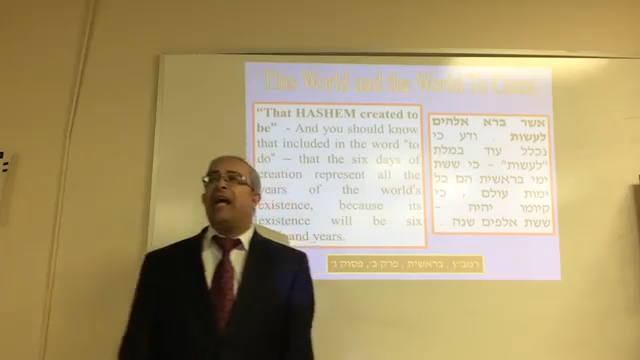 This World and the World To Come
"That HASHEM created to
be" - And you should know
that included in the word "to
do" – that the six days of
creation represent all the
years of the world's
existence, because its
existence will be six
years.
אשר ברא אלהים
לעשות . ודע כי
נכלל עוד במלת
"לעשות" – כי ששת
ימי בראשית הם כל
ימות עולם , כי
קיומו יהיה –
ששת אלפים שנה .
רמב"ן , בראשית , פרק ב', פסוק ג'